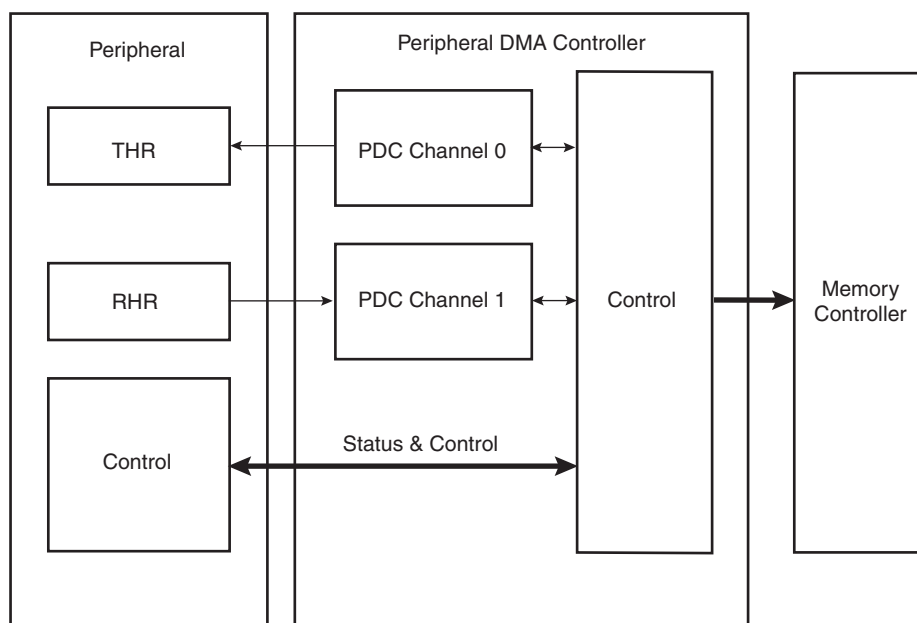 Peripheral
Peripheral DMA Controller
THR
PDC Channel 0
RHR
PDC Channel 1
Control
Memory
Controller
Control
Status & Control